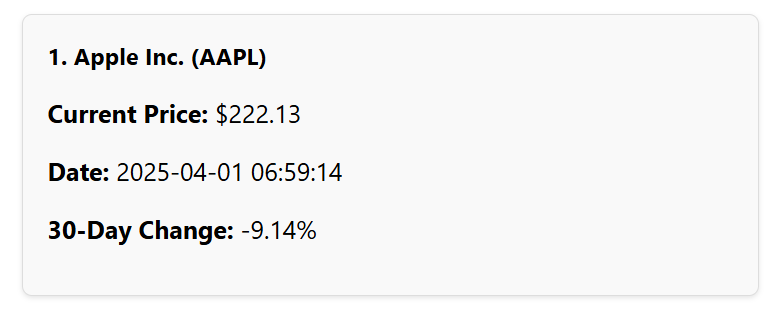 1. Apple Inc. (AAPL)
Current Price: $222.13
Date: 2025-04-01 06:59:14
30-Day Change: -9.14%